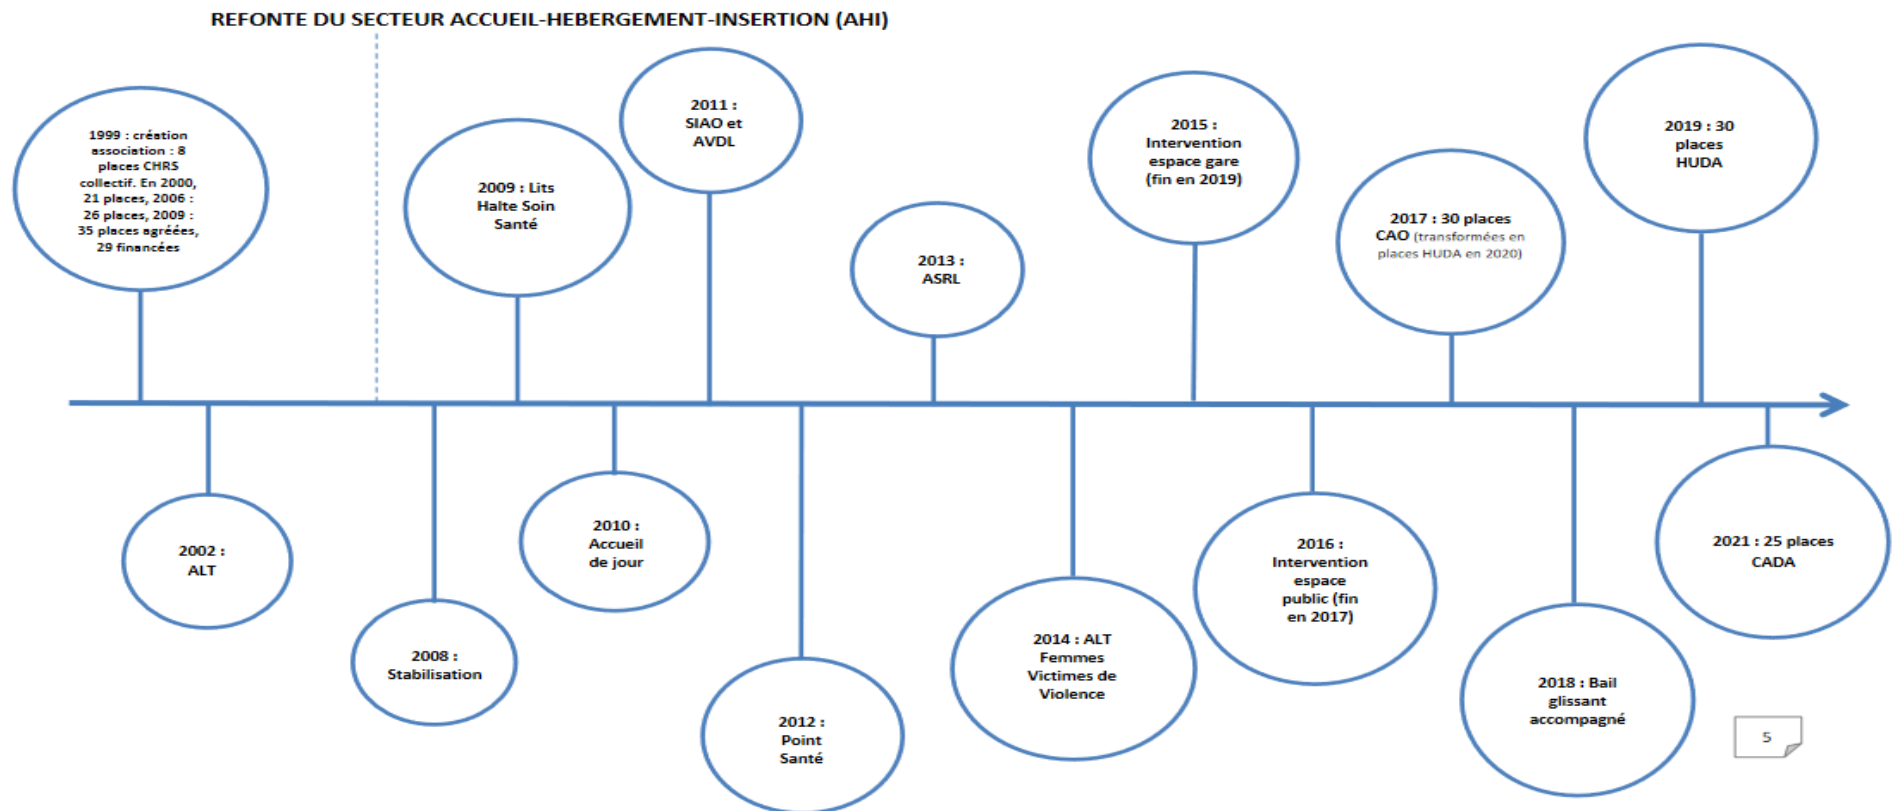 REFONTE DU SECTEUR ACCUEIL-HEBERGEMENT-INSERTION (AHI)
1999 : création
association : 8
places CHRS
collectif. En 2000,
21 places, 2006 :
26 places, 2009 :
35 places agréées,
29 financées
2002 :
ALT
2008 :
Stabilisation
2009 : Lits
Halte Soin
Santé
2010 :
Accueil
de jour
2011 :
SIAO et
AVDL
2012 :
Point
Santé
2013 :
ASRL
2014 : ALT
Femmes
Victimes de
Violence
2015 :
Intervention
espace gare
(fin en 2019)
2016 :
Intervention
espace
public (fin
en 2017)
2017 : 30 places
CAO (transformées en
places HUDA en 2020)
2018 : Bail
glissant
accompagné
2019 : 30
places
HUDA
2021 : 25 places
CADA
5